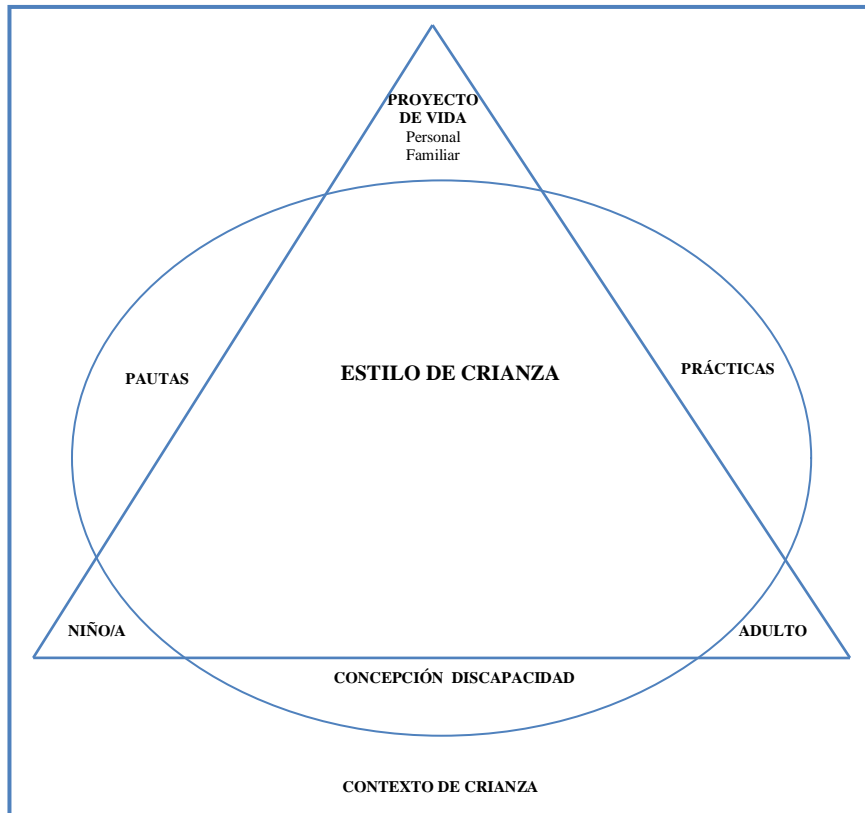 PROYECTO
DE VIDA
Personal
Familiar
ESTILO DE CRIANZA
PAUTAS
PRÁCTICAS
NIÑO/A
ADULTO
CONCEPCIÓN DISCAPACIDAD
CONTEXTO DE CRIANZA